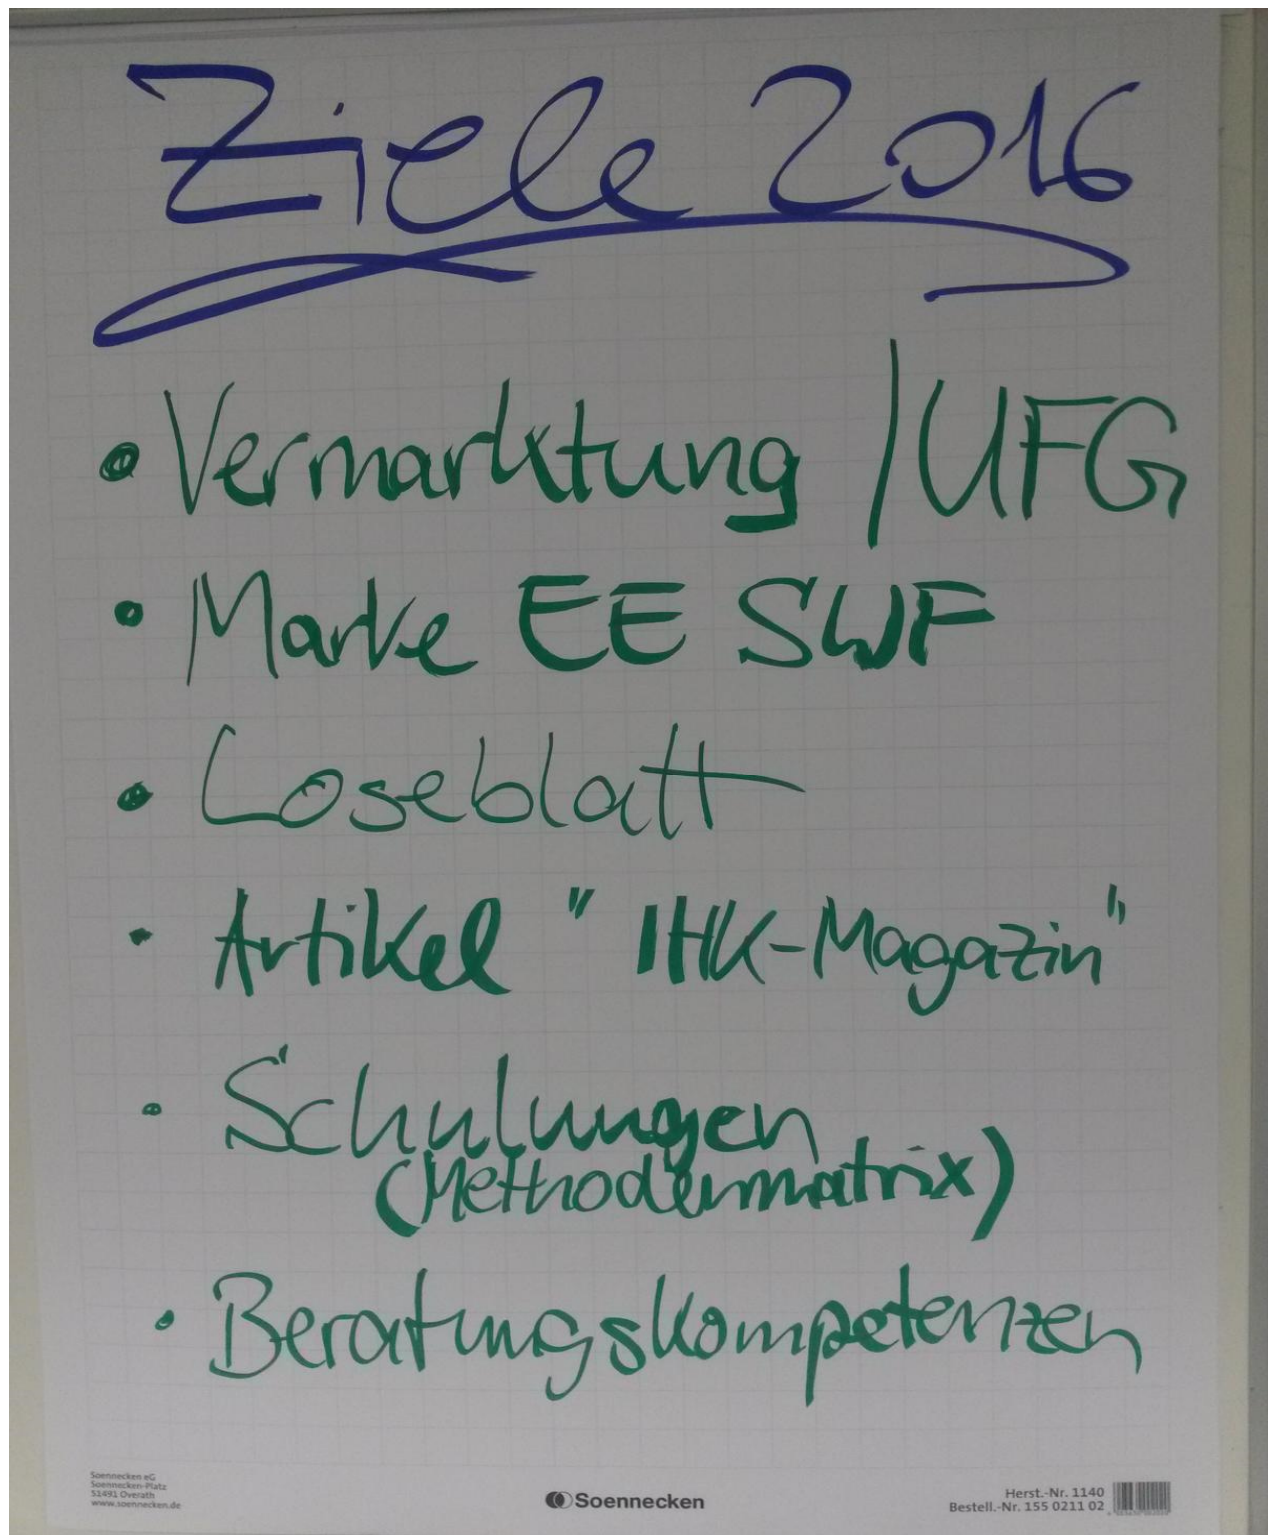 Ziele 2016
• Vermarktung / UFG
• Marke EE SWF
• Loseblatt
• Artikel " IHK-Magazin"
• Schulungen
(Methodenmatrix)
• Beratungskompetenzen
Soennecken eG
Soennecken-Platz
51491 Overath
www.soennecken.de
Soennecken
Herst.-Nr. 1140
Bestell.-Nr. 155 0211 02